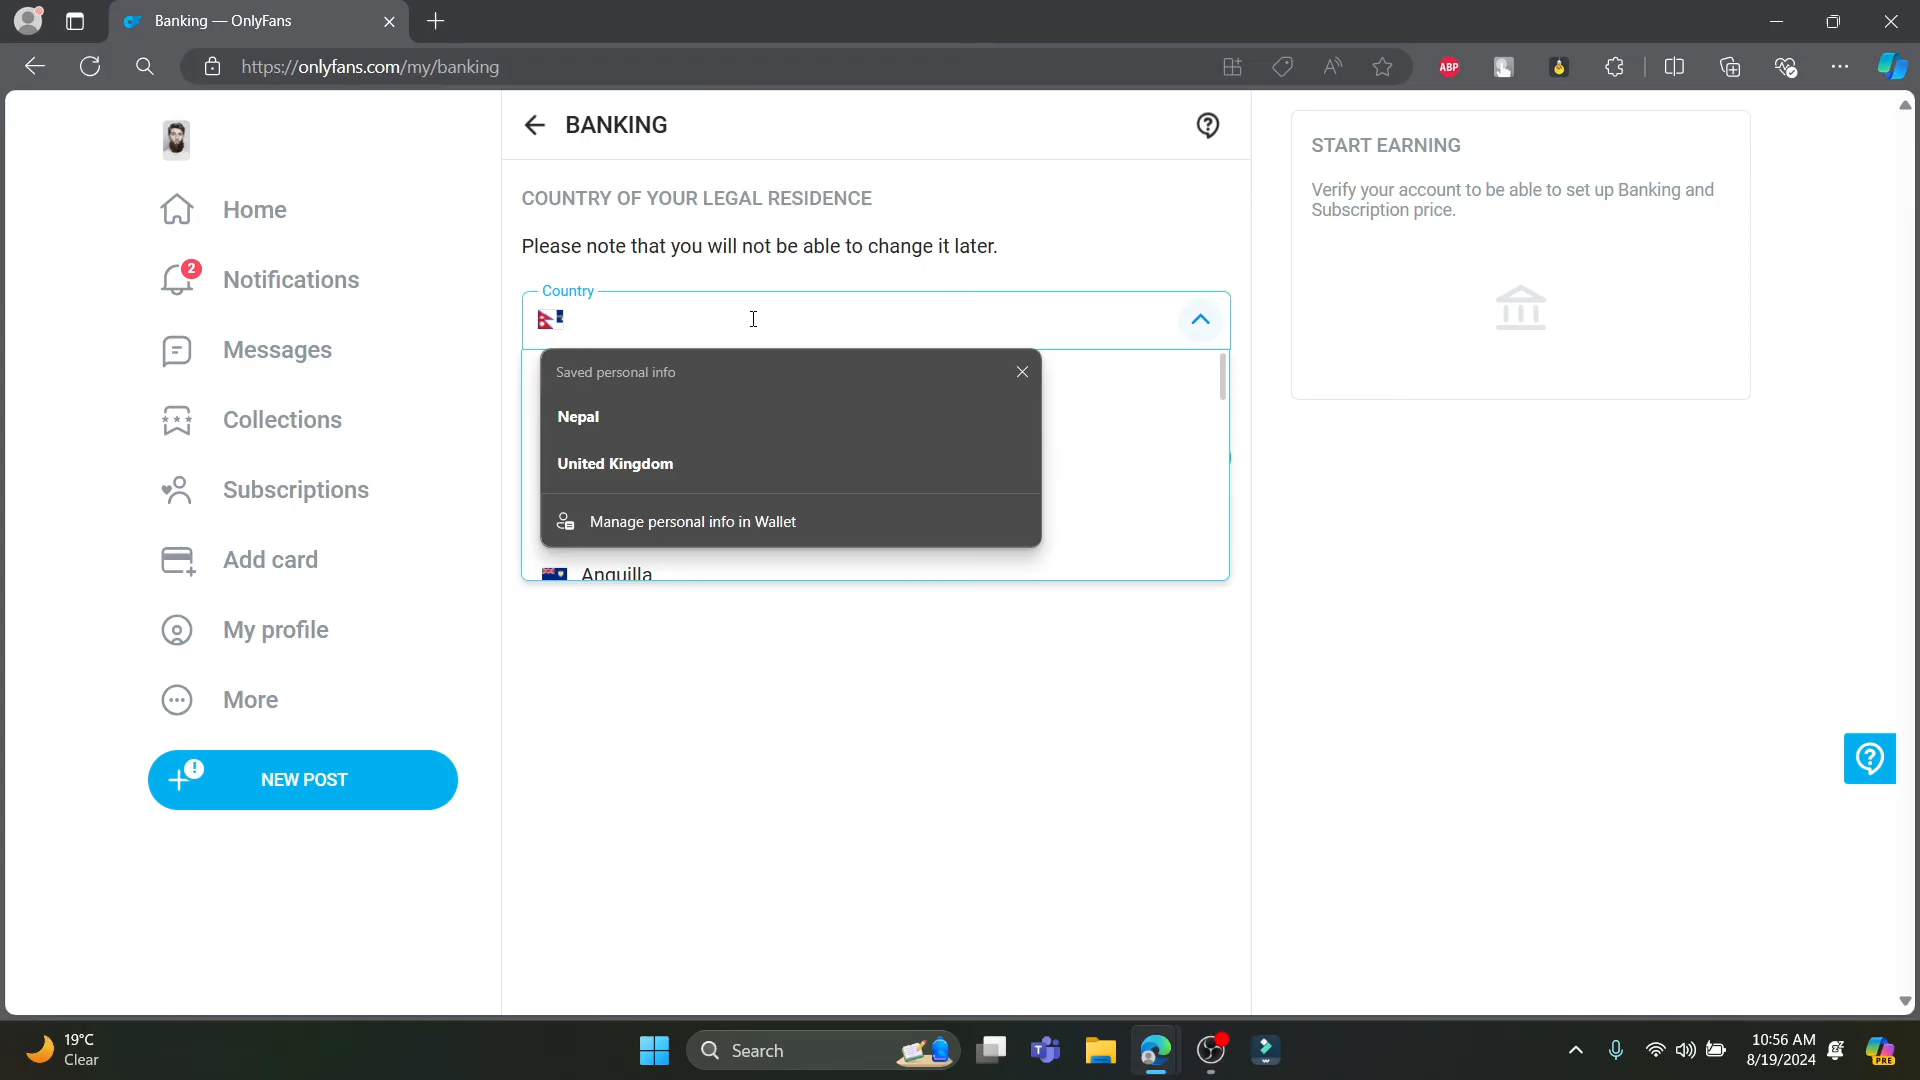 Banking — OnlyFans
https://onlyfans.com/my/banking
ABP
Home
2
Notifications
Messages
Collections
Subscriptions
Add card
My profile
More
NEW POST
BANKING
COUNTRY OF YOUR LEGAL RESIDENCE
Please note that you will not be able to change it later.
Country
Saved personal info
Nepal
United Kingdom
Manage personal info in Wallet
Anguilla
START EARNING
Verify your account to be able to set up Banking and
Subscription price.
19°C
Clear
Search
10:56 AM
8/19/2024
PRE